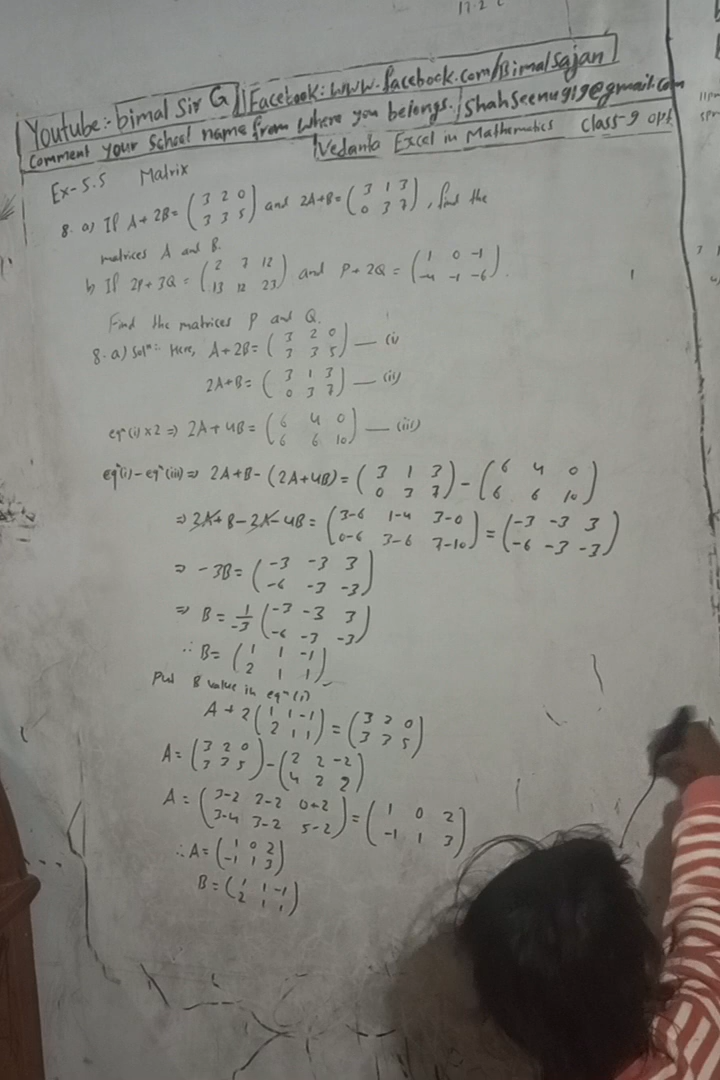 17.2
Youtube:- bimal Sir G || Facebook: www.facebook.com/Bimalsajan
comment your school name from where you belongs. | Shahseenu919@gmail.com
Vedanta Excel in Mathematics class-9 opt
Ex-5.5 Matrix
8. a) If A+2B= (3 2 0 / 3 3 5) and 2A+B= (3 1 3 / 0 3 7), find the
matrices A and B.
b) If 2P+3Q = (2 7 12 / 13 12 23) and P+2Q = (1 0 -1 / -4 -1 -6).
Find the matrices P and Q.
8. a) Solⁿ:- Here, A+2B= (3 2 0 / 3 3 5) — (i)
2A+B= (3 1 3 / 0 3 7) — (ii)
eqⁿ(i)×2 => 2A+4B= (6 4 0 / 6 6 10) — (iii)
eqⁿ(i)-eqⁿ(iii)=> 2A+B-(2A+4B)= (3 1 3 / 0 3 7) - (6 4 0 / 6 6 10)
=> 2A+B-2A-4B= (3-6 1-4 3-0 / 0-6 3-6 7-10) = (-3 -3 3 / -6 -3 -3)
=> -3B= (-3 -3 3 / -6 -3 -3)
=> B= 1/-3 (-3 -3 3 / -6 -3 -3)
∴ B= (1 1 -1 / 2 1 1)
Put B value in eqⁿ(i)
A+2 (1 1 -1 / 2 1 1) = (3 2 0 / 3 3 5)
A= (3 2 0 / 3 3 5) - (2 2 -2 / 4 2 2)
A= (3-2 2-2 0+2 / 3-4 3-2 5-2) = (1 0 2 / -1 1 3)
∴ A= (1 0 2 / -1 1 3)
B= (1 1 -1 / 2 1 1)